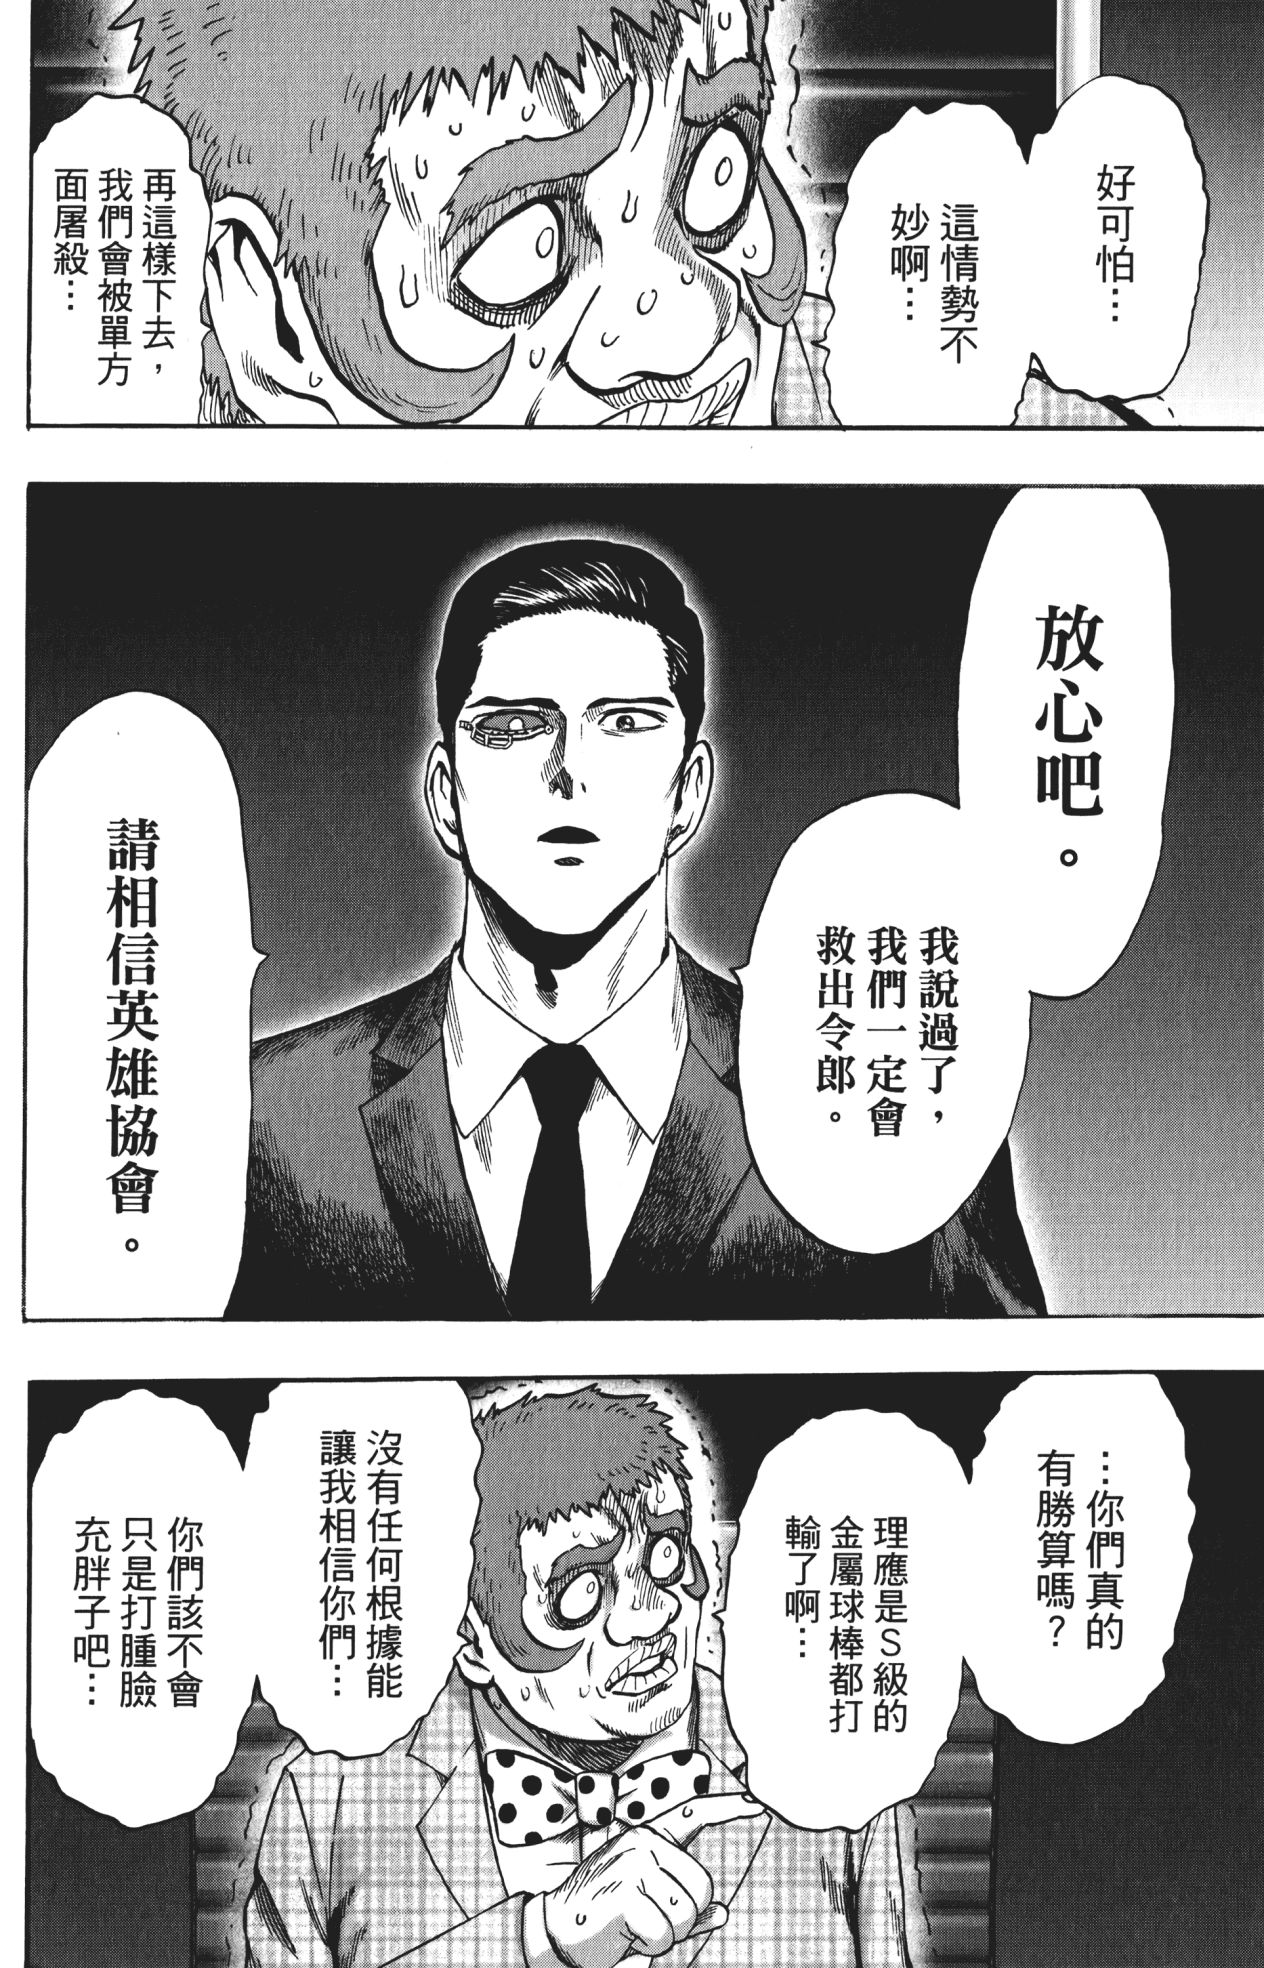 好可怕…
這情勢不
妙啊…
再這樣下去，
我們會被單方
面屠殺…
放心吧。
我說過了，
我們一定會
救出令郎。
請相信英雄協會。
…你們真的
有勝算嗎？
理應是S級的
金屬球棒都打
輸了啊…
沒有任何根據能
讓我相信你們…
你們該不會
只是打腫臉
充胖子吧…